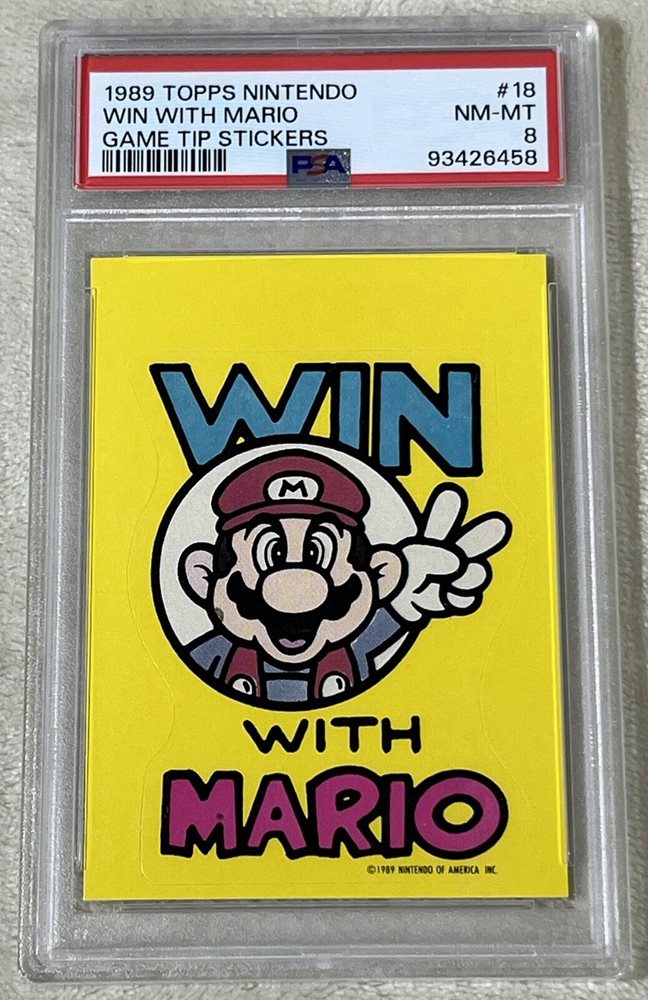 1989 TOPPS NINTENDO #18
WIN WITH MARIO NM-MT
GAME TIP STICKERS 8
PSA 93426458
WIN
M
WITH
MARIO
©1989 NINTENDO OF AMERICA INC.